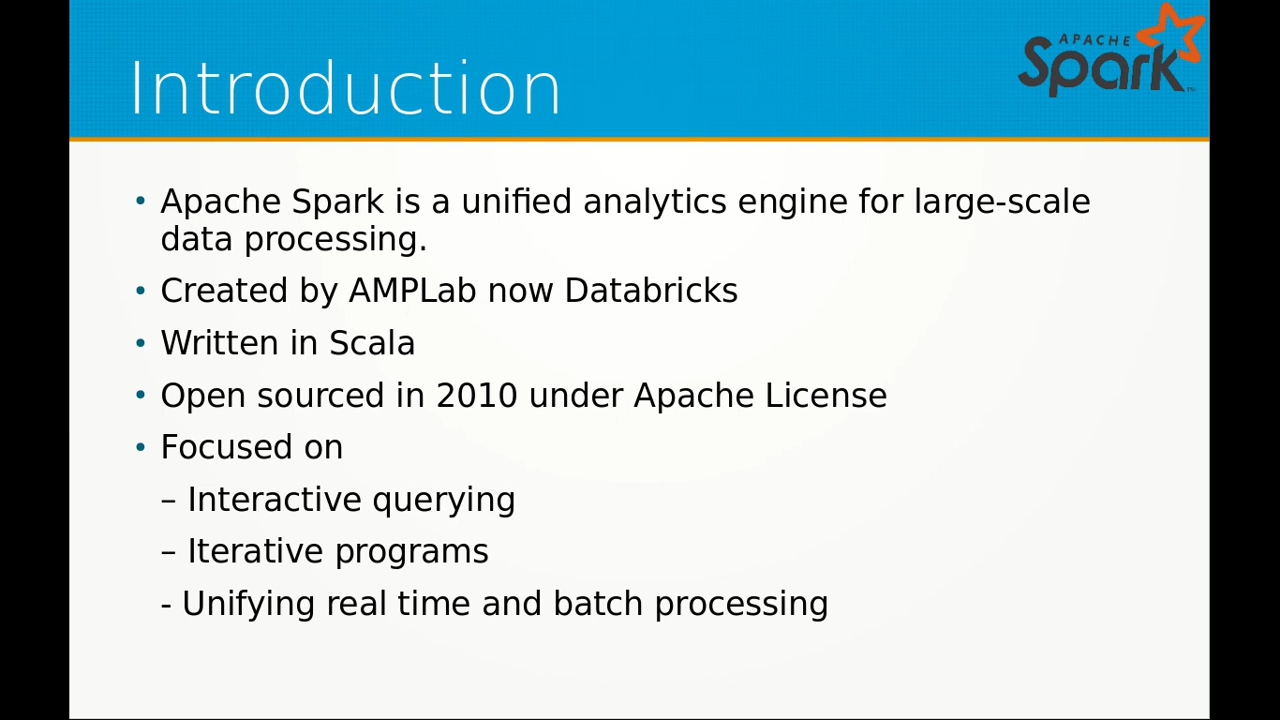 Introduction
APACHE
Spark
TM
• Apache Spark is a unified analytics engine for large-scale
data processing.
• Created by AMPLab now Databricks
• Written in Scala
• Open sourced in 2010 under Apache License
• Focused on
– Interactive querying
– Iterative programs
- Unifying real time and batch processing